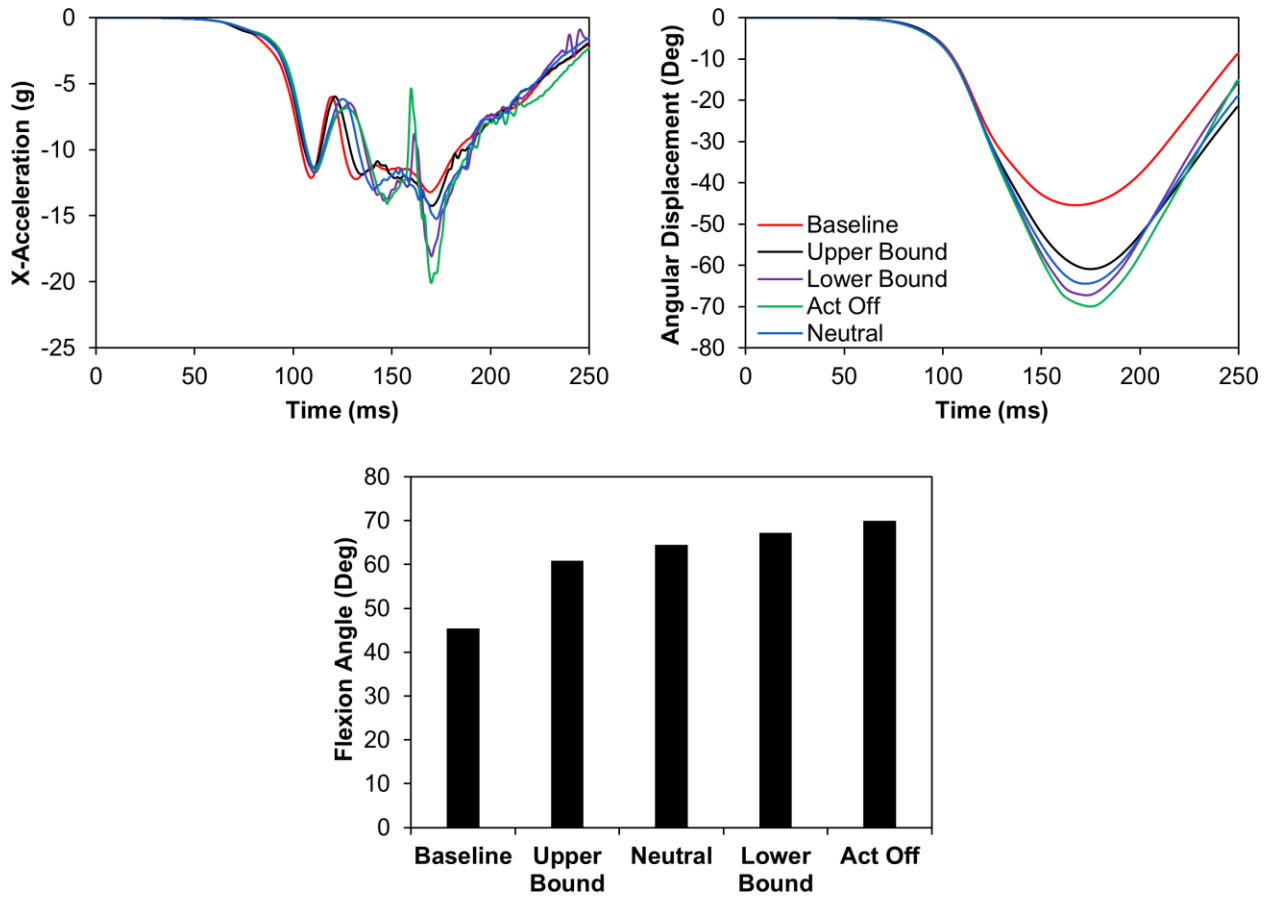 0
-5
-10
-15
-20
-25
X-Acceleration (g)
0 50 100 150 200 250
Time (ms)
0
-10
-20
-30
-40
-50
-60
-70
-80
Angular Displacement (Deg)
Baseline
Upper Bound
Lower Bound
Act Off
Neutral
0 50 100 150 200 250
Time (ms)
80
70
60
50
40
30
20
10
0
Flexion Angle (Deg)
Baseline Upper Neutral Lower Act Off
Bound Bound